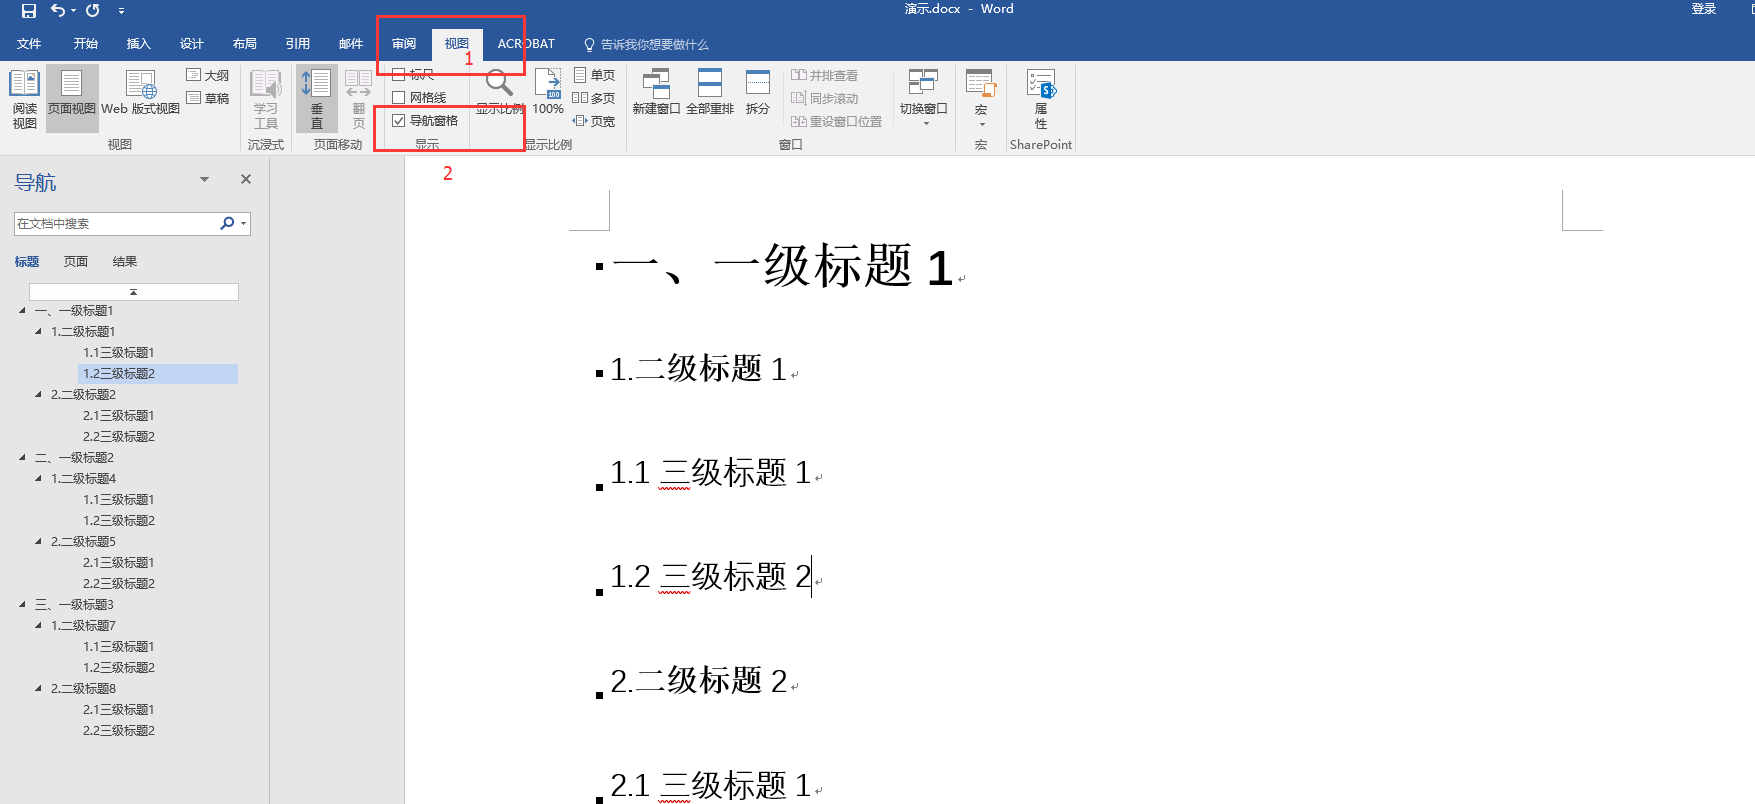 演示.docx - Word
登录
文件 开始 插入 设计 布局 引用 邮件 审阅 视图 ACROBAT 告诉我你想要做什么
1
阅读视图
页面视图
Web 版式视图
大纲
草稿
视图
学习工具
沉浸式
垂直
翻页
页面移动
标尺
网格线
导航窗格
显示
显示比例
100%
100
单页
多页
页宽
显示比例
新建窗口
全部重排
拆分
并排查看
同步滚动
重设窗口位置
切换窗口
窗口
宏
宏
属性
SharePoint
2
导航
在文档中搜索
标题 页面 结果
一、一级标题1
1.二级标题1
1.1三级标题1
1.2三级标题2
2.二级标题2
2.1三级标题1
2.2三级标题2
二、一级标题2
1.二级标题4
1.1三级标题1
1.2三级标题2
2.二级标题5
2.1三级标题1
2.2三级标题2
三、一级标题3
1.二级标题7
1.1三级标题1
1.2三级标题2
2.二级标题8
2.1三级标题1
2.2三级标题2
一、一级标题 1
1.二级标题 1
1.1 三级标题 1
1.2 三级标题 2
2.二级标题 2
2.1 三级标题 1